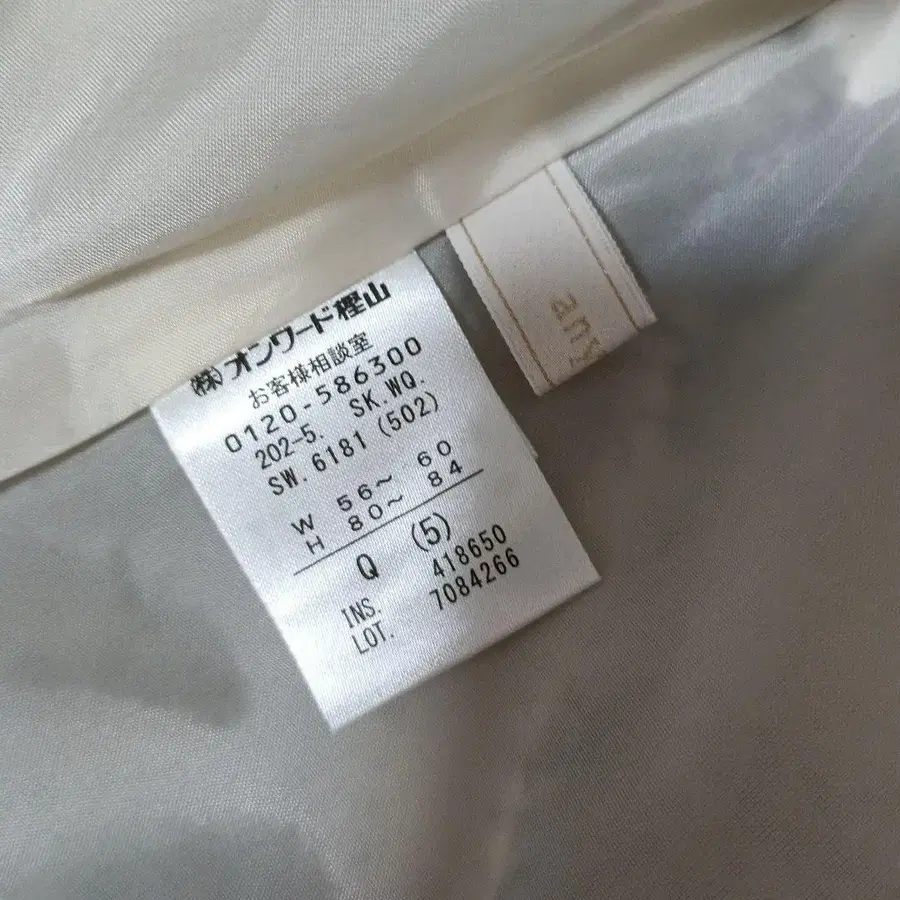 (株)オンワード樫山
お客様相談室
0120-586300
202-5. SK.WQ.
SW.6181 (502)
W 56~ 60
H 80~ 84
Q (5)
INS. 418650
LOT. 7084266